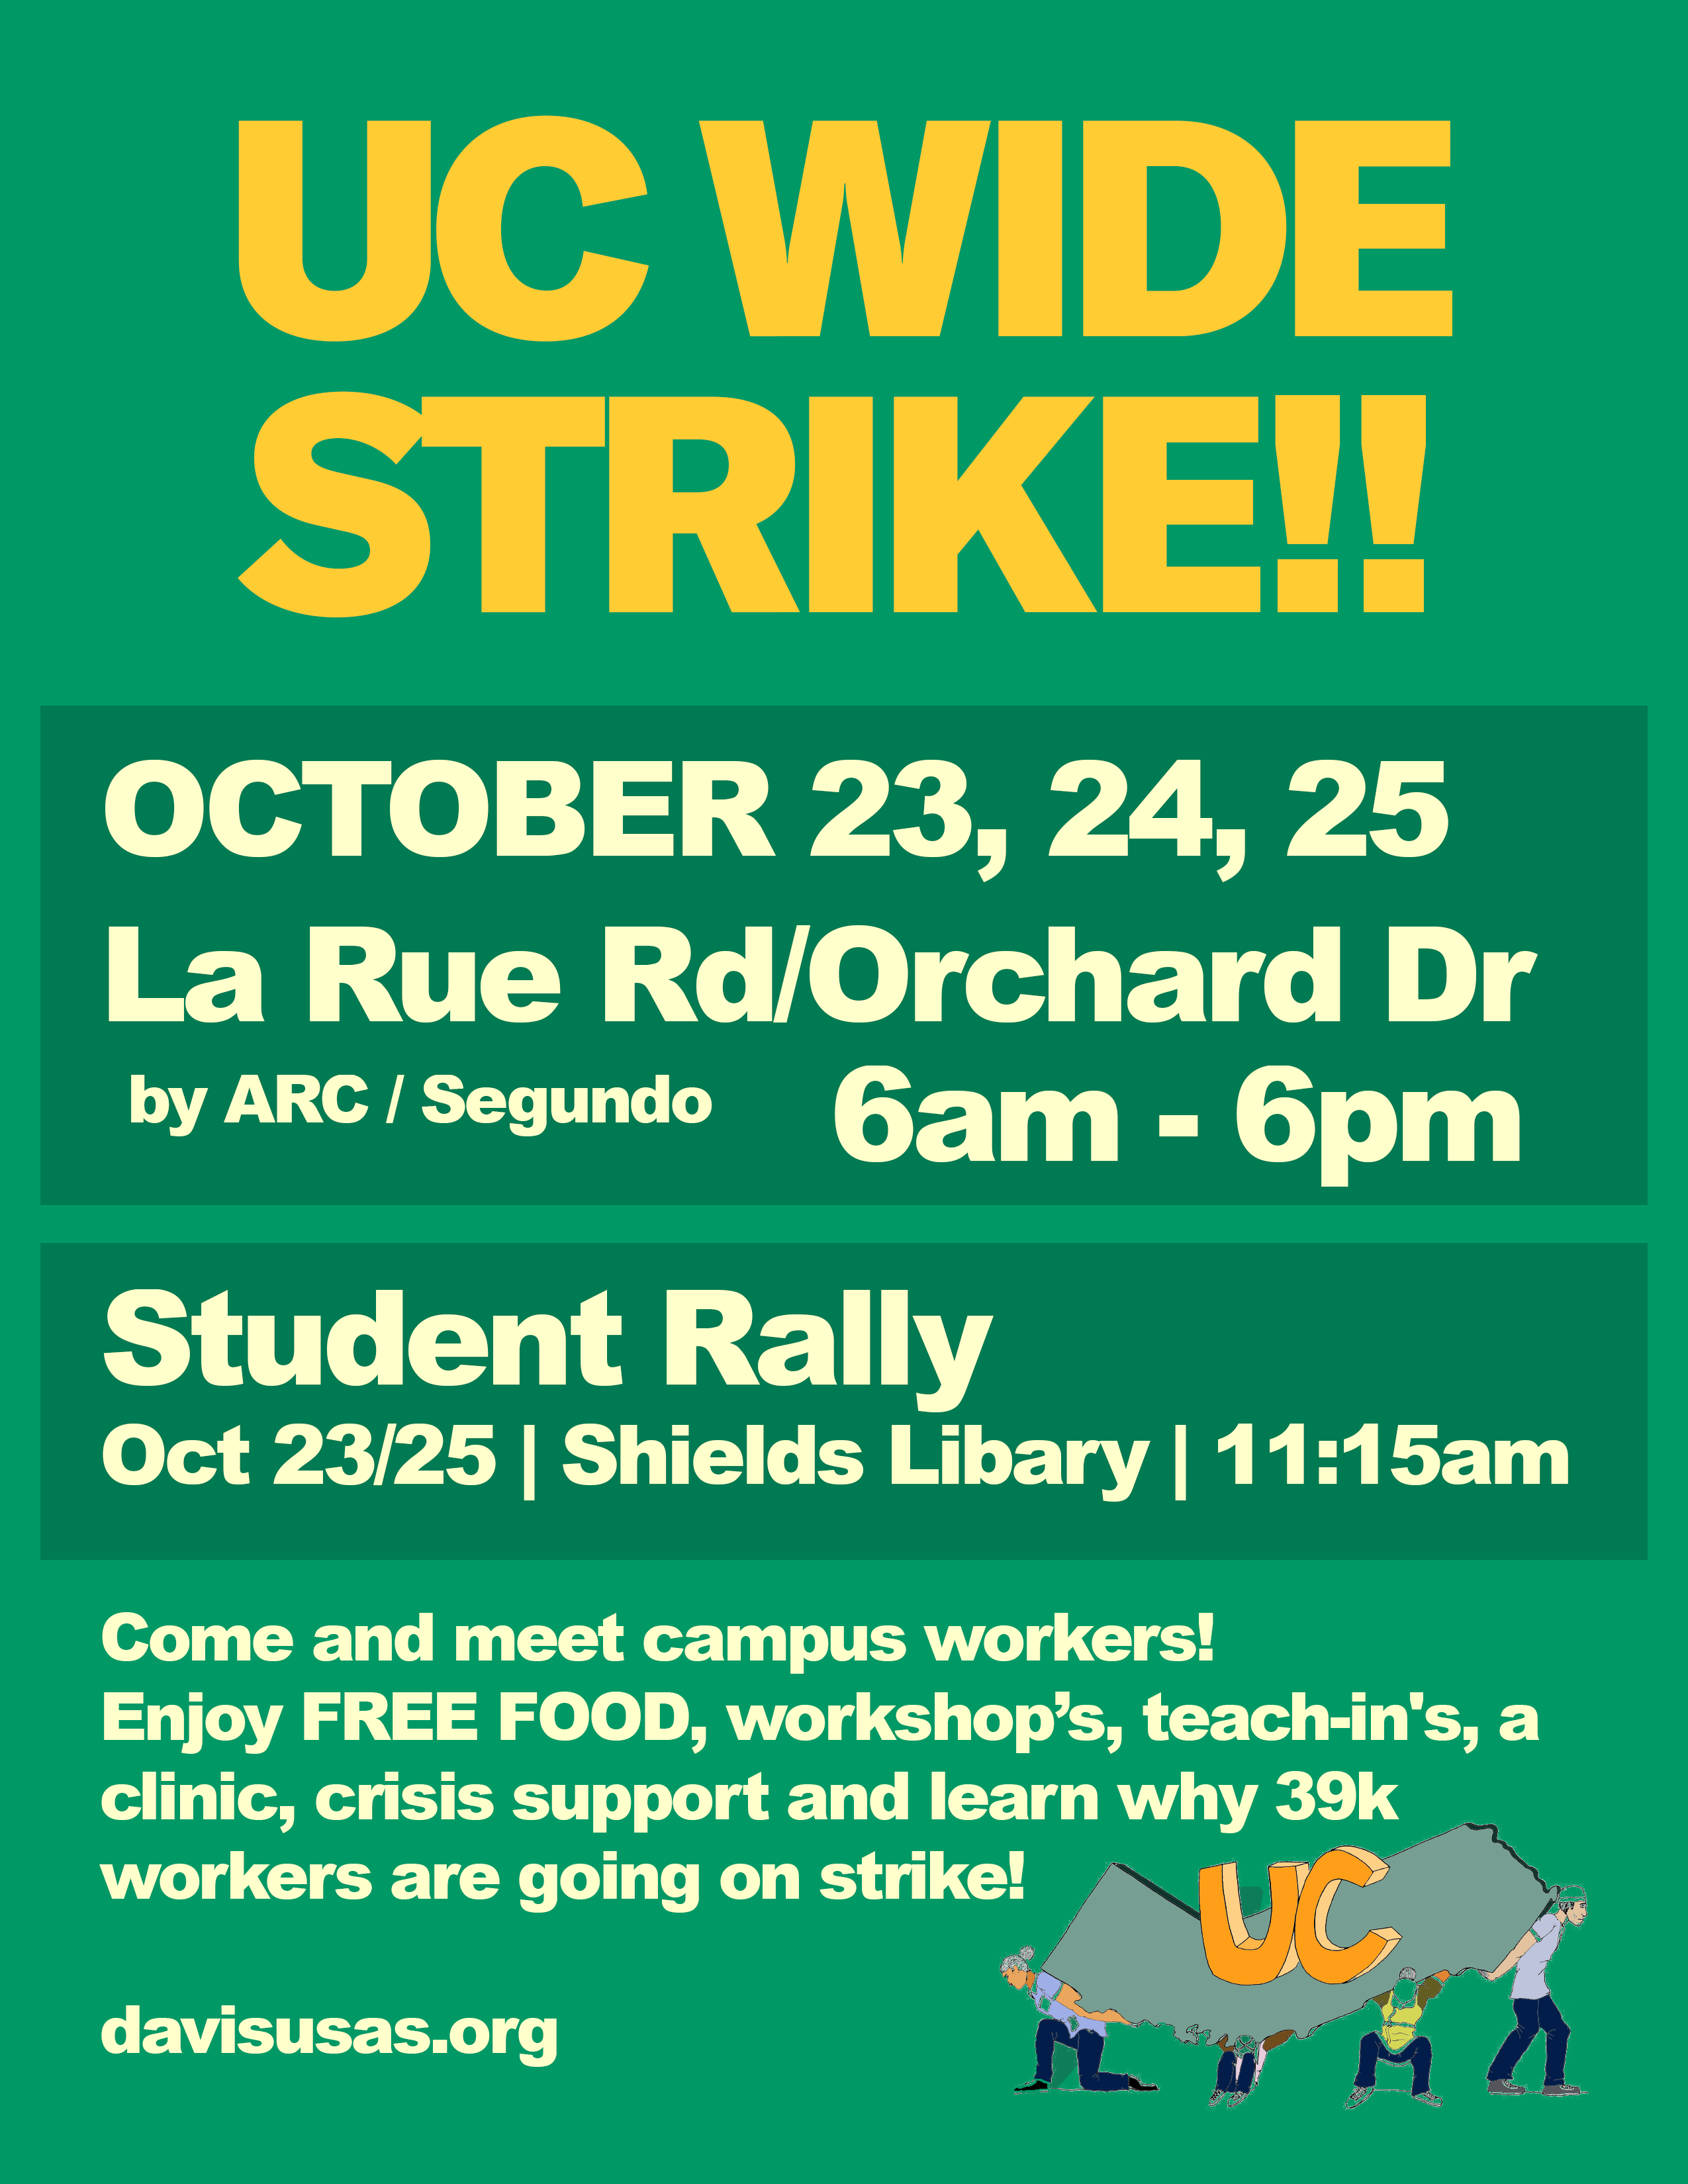 UC WIDE
STRIKE!!
OCTOBER 23, 24, 25
La Rue Rd/Orchard Dr
by ARC / Segundo 6am - 6pm
Student Rally
Oct 23/25 | Shields Libary | 11:15am
Come and meet campus workers!
Enjoy FREE FOOD, workshop’s, teach-in's, a
clinic, crisis support and learn why 39k
workers are going on strike!
UC
davisusas.org